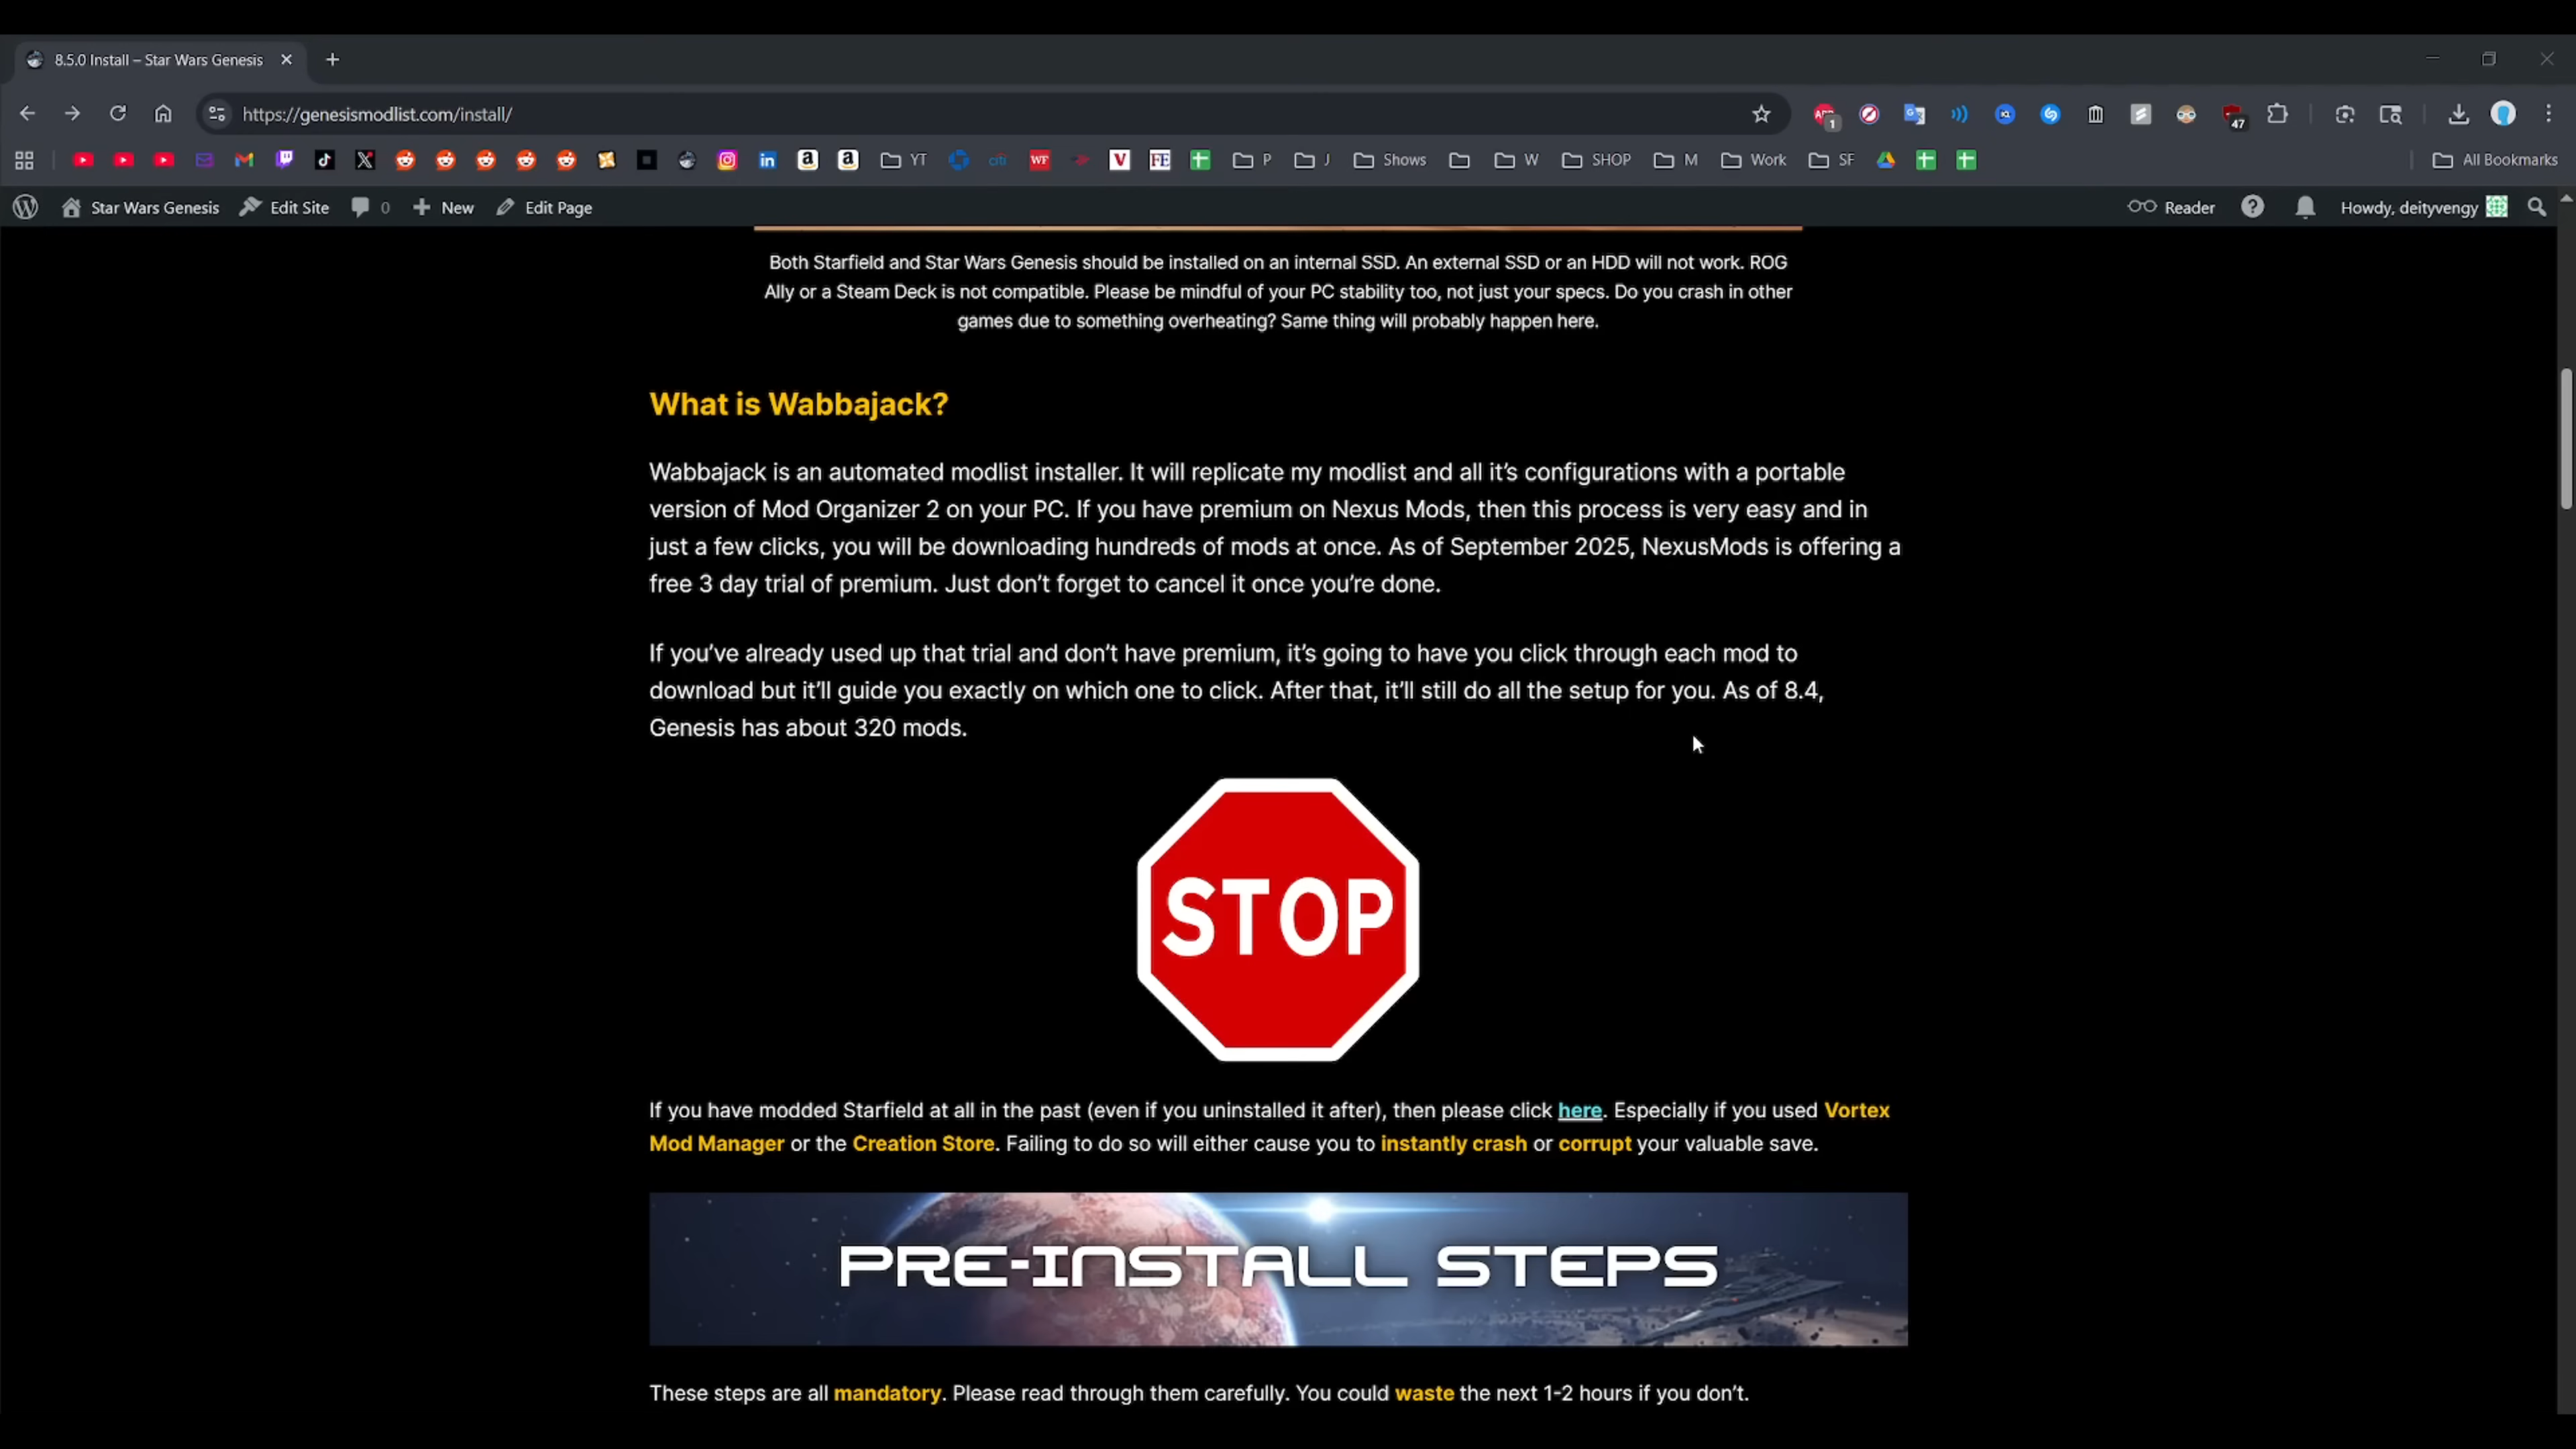 8.5.0 Install – Star Wars Genesis
https://genesismodlist.com/install/
1
47
YT
citi
WF
V
FE
P
J
Shows
W
SHOP
M
Work
SF
All Bookmarks
Star Wars Genesis
Edit Site
0
New
Edit Page
Reader
Howdy, deityvengy
Both Starfield and Star Wars Genesis should be installed on an internal SSD. An external SSD or an HDD will not work. ROG
Ally or a Steam Deck is not compatible. Please be mindful of your PC stability too, not just your specs. Do you crash in other
games due to something overheating? Same thing will probably happen here.
What is Wabbajack?
Wabbajack is an automated modlist installer. It will replicate my modlist and all it’s configurations with a portable
version of Mod Organizer 2 on your PC. If you have premium on Nexus Mods, then this process is very easy and in
just a few clicks, you will be downloading hundreds of mods at once. As of September 2025, NexusMods is offering a
free 3 day trial of premium. Just don’t forget to cancel it once you’re done.
If you’ve already used up that trial and don’t have premium, it’s going to have you click through each mod to
download but it’ll guide you exactly on which one to click. After that, it’ll still do all the setup for you. As of 8.4,
Genesis has about 320 mods.
STOP
If you have modded Starfield at all in the past (even if you uninstalled it after), then please click here. Especially if you used Vortex
Mod Manager or the Creation Store. Failing to do so will either cause you to instantly crash or corrupt your valuable save.
PRE-INSTALL STEPS
These steps are all mandatory. Please read through them carefully. You could waste the next 1-2 hours if you don’t.